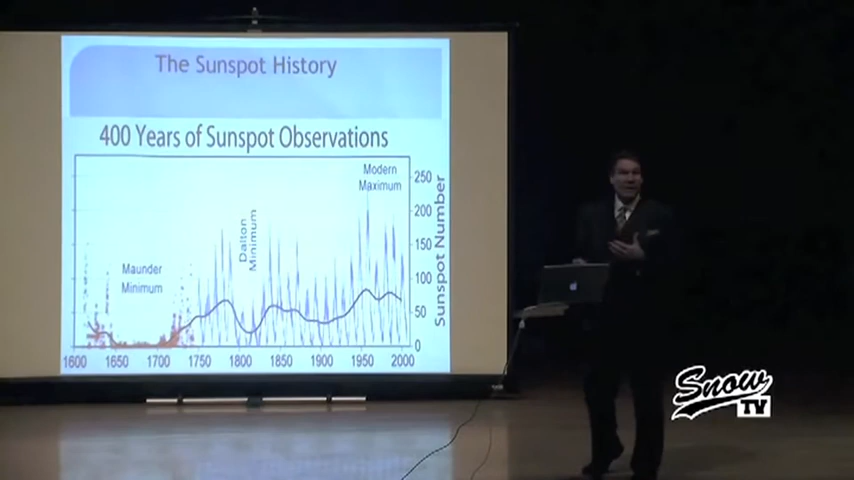 The Sunspot History
400 Years of Sunspot Observations
Modern
Maximum
Dalton
Minimum
Maunder
Minimum
250
200
150
100
50
0
Sunspot Number
1600 1650 1700 1750 1800 1850 1900 1950 2000
Snow
TV